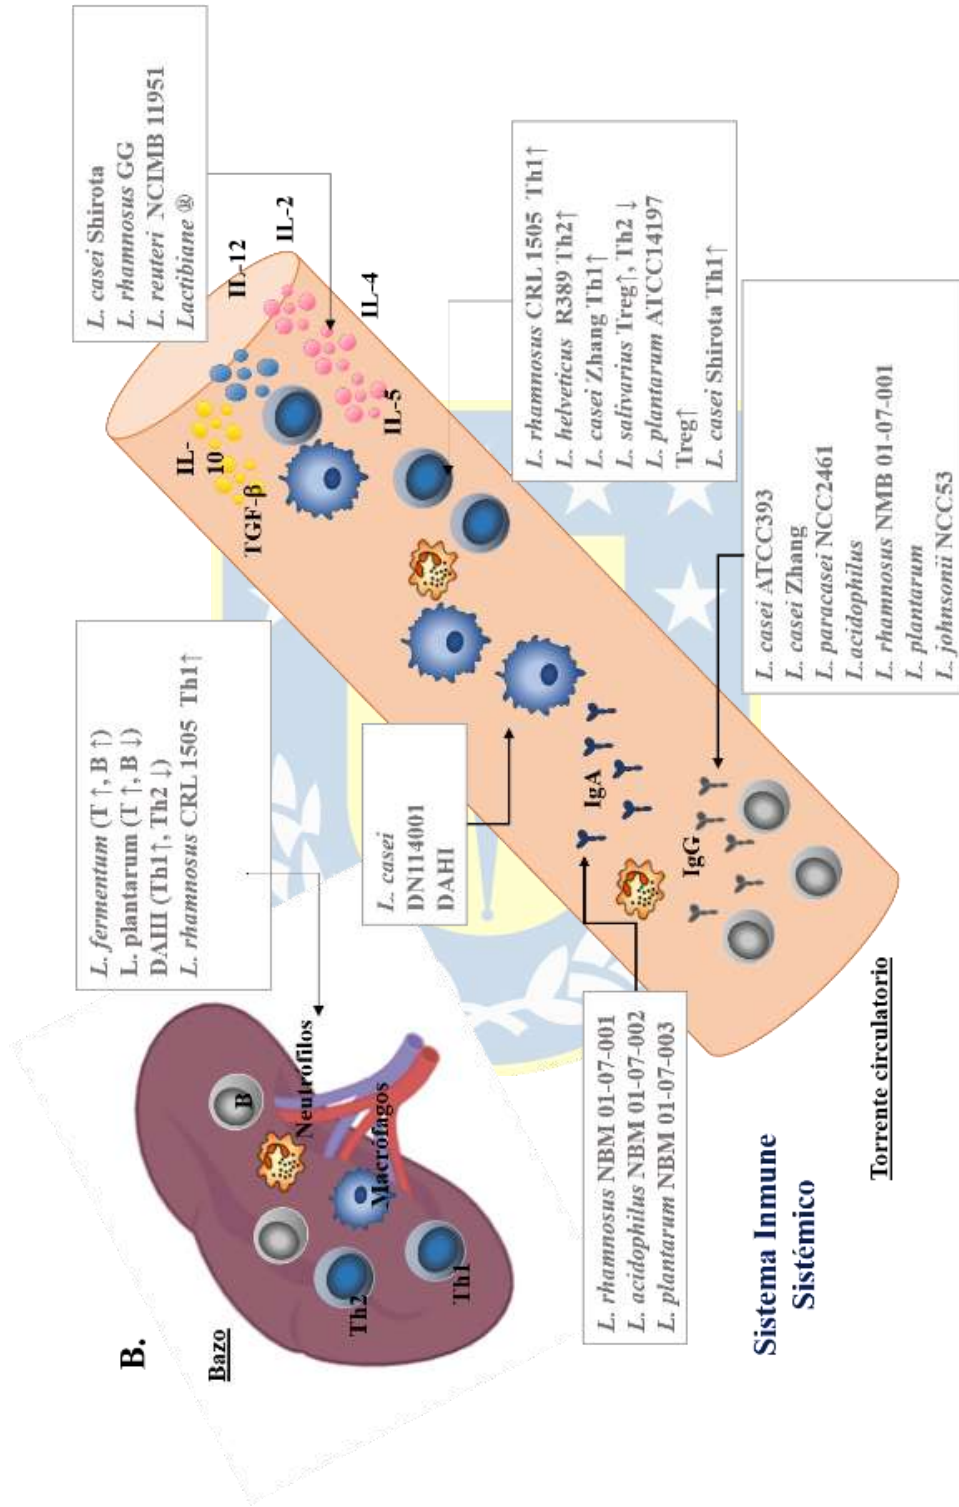 B.
Bazo
B
Neutrófilos
Macrófagos
Th2
Th1
L. fermentum (T ↑, B ↑)
L. plantarum (T ↑, B ↓)
DAHI (Th1↑, Th2 ↓)
L. rhamnosus CRL 1505 Th1↑
L. casei
DN114001
DAHI
L. rhamnosus NBM 01-07-001
L. acidophilus NBM 01-07-002
L. plantarum NBM 01-07-003
L. casei Shirota
L. rhamnosus GG
L. reuteri NCIMB 11951
Lactibiane ®
IL-
10
TGF-β
IL-12
IL-2
IL-4
IL-5
IgA
IgG
L. rhamnosus CRL 1505 Th1↑
L. helveticus R389 Th2↑
L. casei Zhang Th1↑
L. salivarius Treg↑, Th2 ↓
L. plantarum ATCC14197
Treg↑
L. casei Shirota Th1↑
L. casei ATCC393
L. casei Zhang
L. paracasei NCC2461
L.acidophilus
L. rhamnosus NMB 01-07-001
L. plantarum
L. johnsonii NCC53
Sistema Inmune
Sistémico
Torrente circulatorio